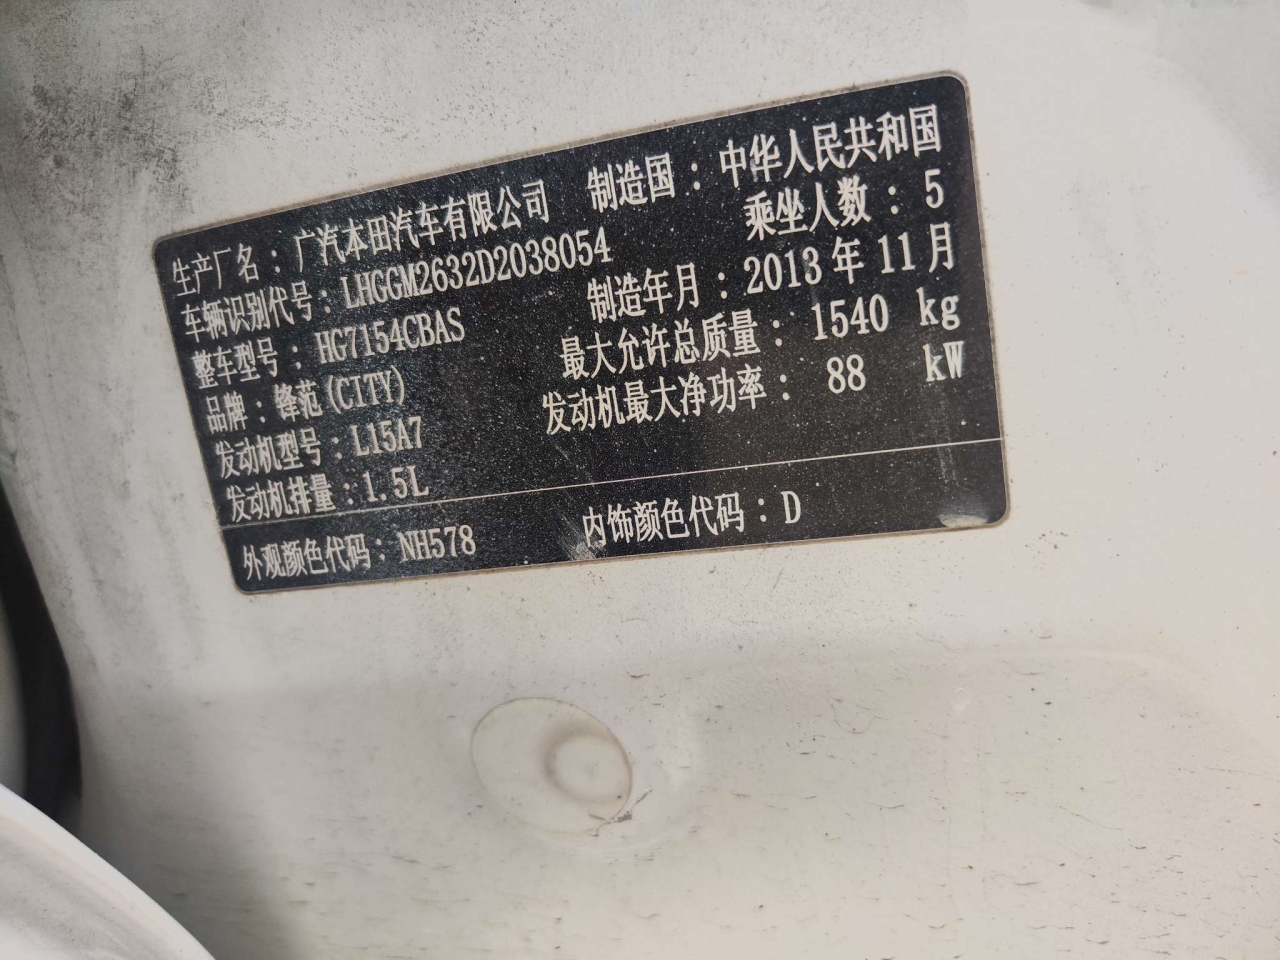 生产厂名：广汽本田汽车有限公司 制造国：中华人民共和国
车辆识别代号：LHGGM2632D2038054 乘坐人数：5
整车型号：HG7154CBAS 制造年月：2013年11月
品牌：锋范(CITY) 最大允许总质量：1540 kg
发动机型号：L15A7 发动机最大净功率：88 kW
发动机排量：1.5L
外观颜色代码：NH578 内饰颜色代码：D